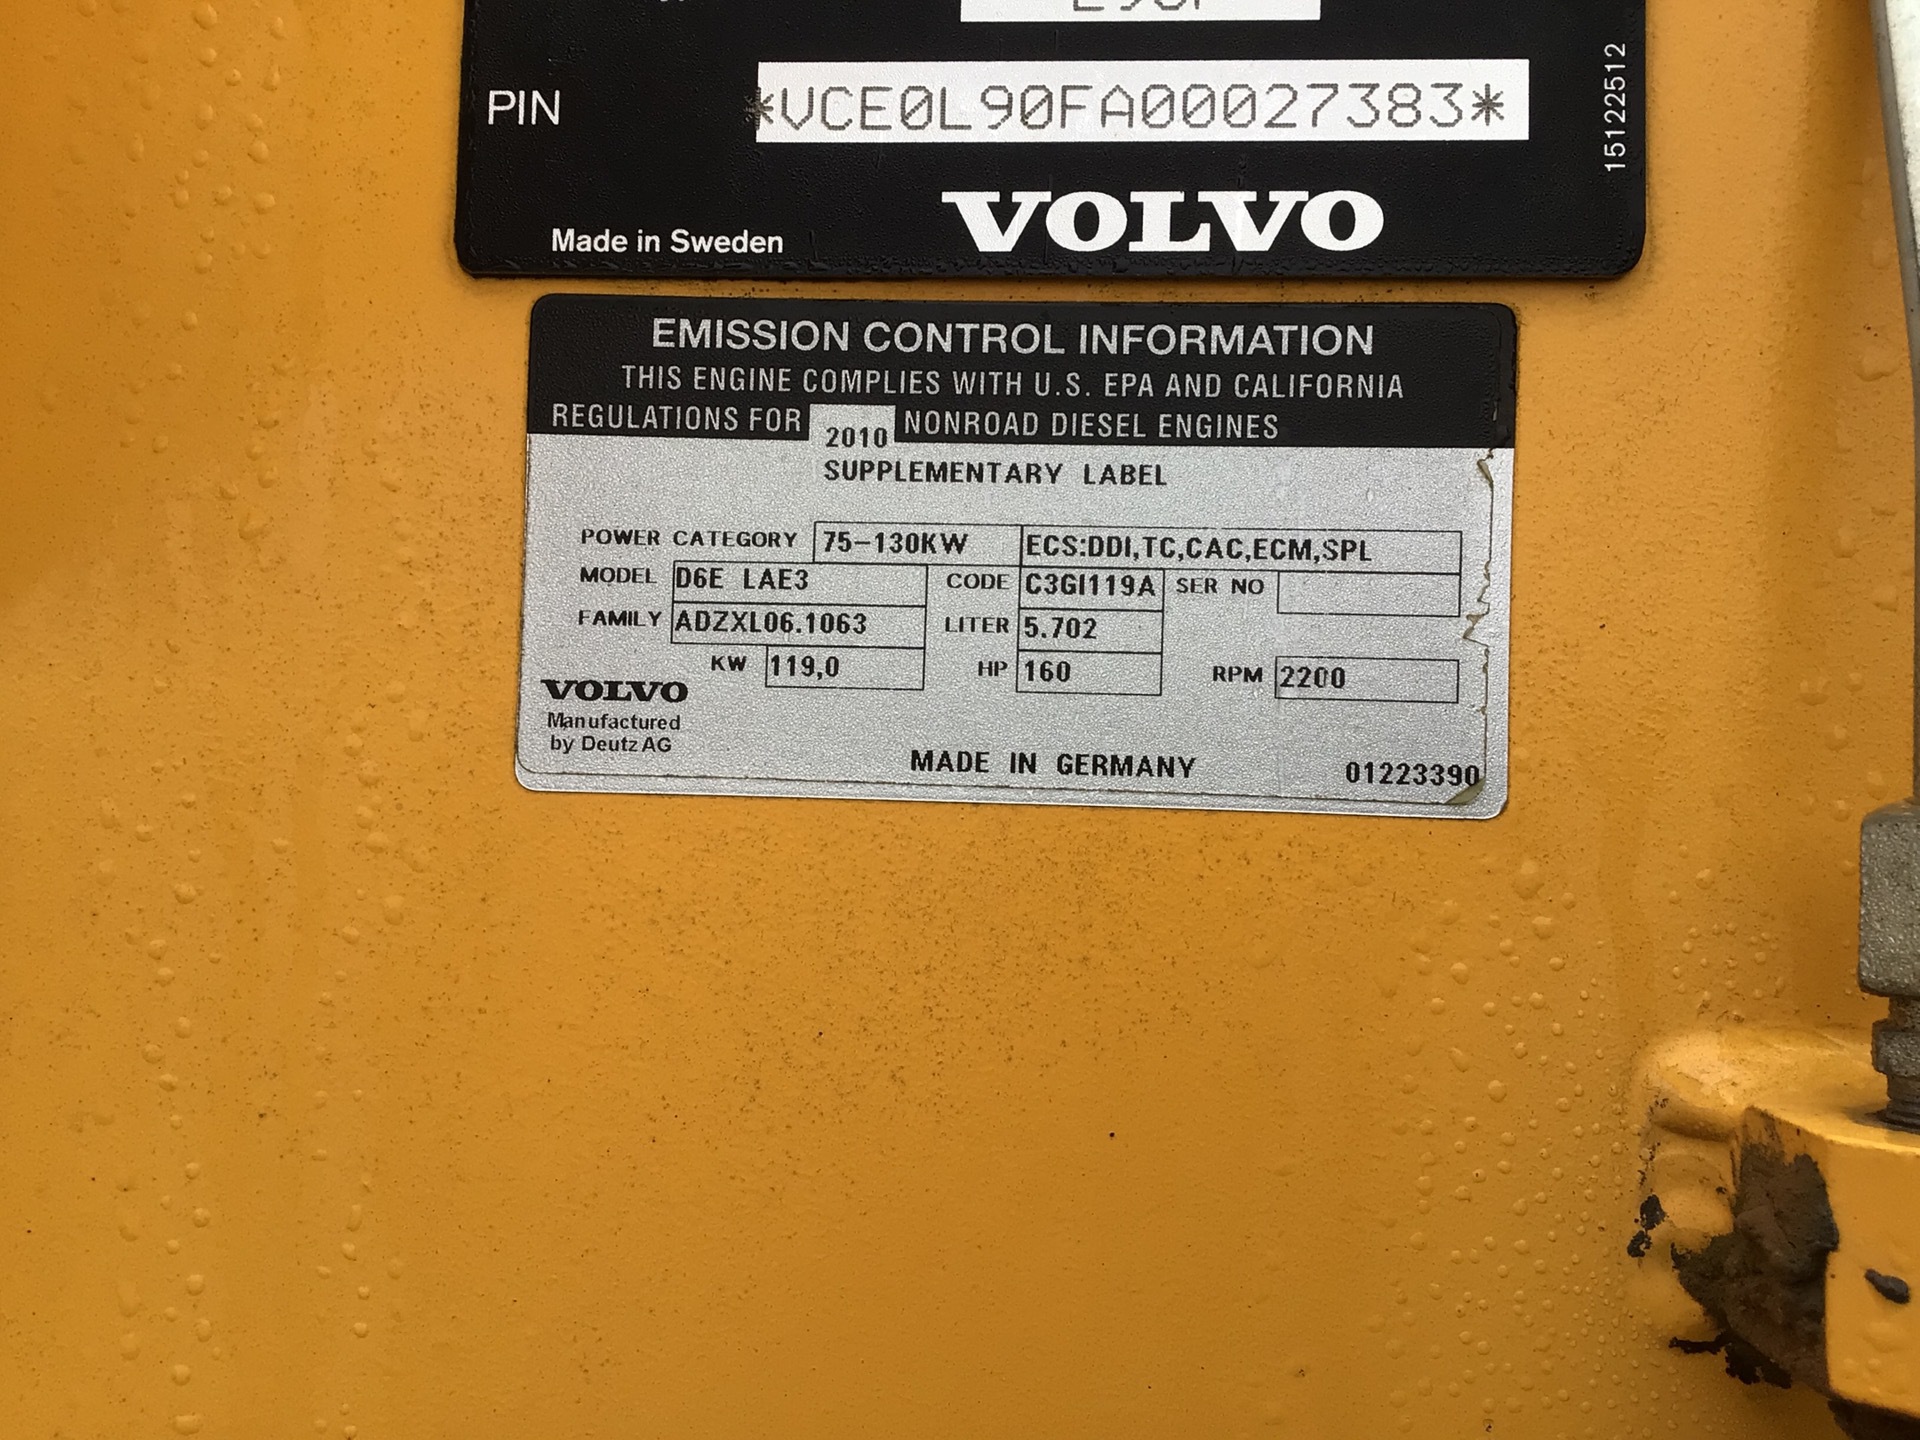 PIN *VCE0L90FA00027383*
151225512
Made in Sweden VOLVO
EMISSION CONTROL INFORMATION
THIS ENGINE COMPLIES WITH U.S. EPA AND CALIFORNIA
REGULATIONS FOR 2010 NONROAD DIESEL ENGINES
SUPPLEMENTARY LABEL
POWER CATEGORY 75-130KW ECS:DDI,TC,CAC,ECM,SPL
MODEL D6E LAE3 CODE C3GI119A SER NO
FAMILY ADZXL06.1063 LITER 5.702
KW 119,0 HP 160 RPM 2200
VOLVO
Manufactured
by Deutz AG
MADE IN GERMANY 01223390